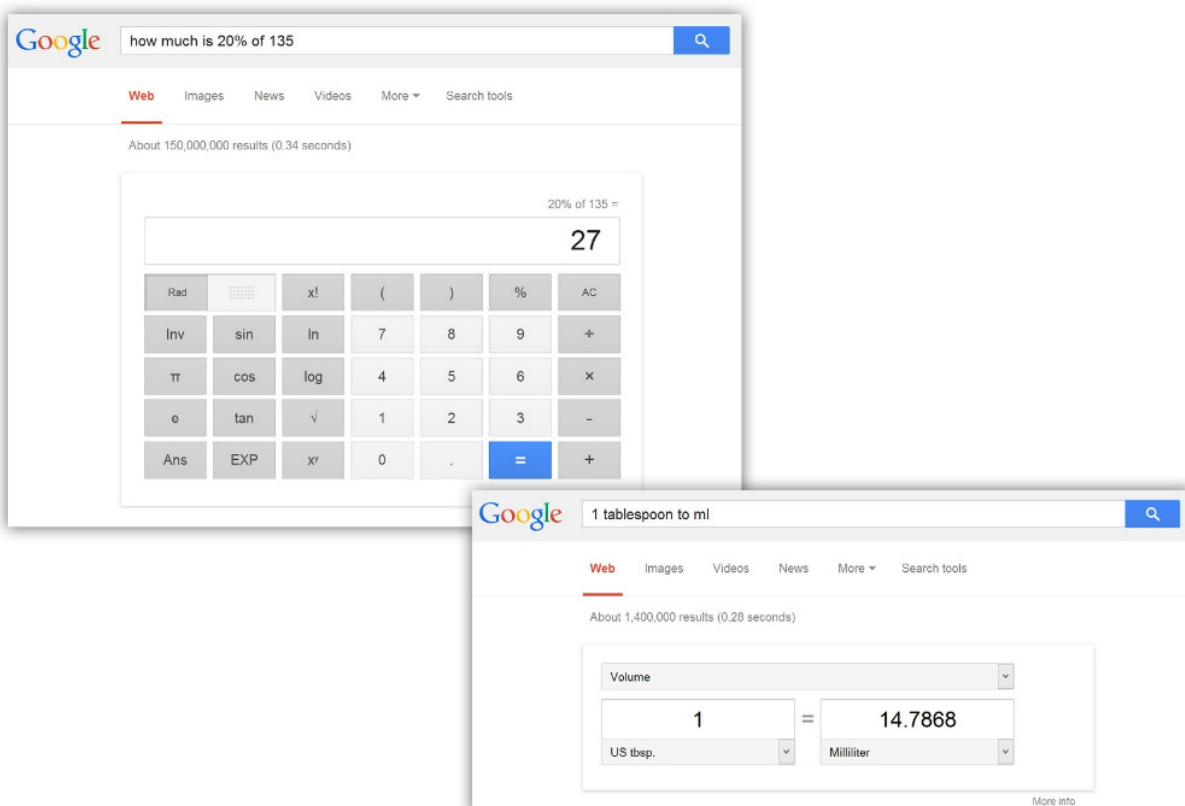 Google how much is 20% of 135
Web Images News Videos More Search tools
About 150,000,000 results (0.34 seconds)
20% of 135 =
27
Rad x! ( ) % AC
Inv sin ln 7 8 9 ÷
π cos log 4 5 6 ×
e tan √ 1 2 3 -
Ans EXP xʸ 0 . = +
Google 1 tablespoon to ml
Web Images Videos News More Search tools
About 1,400,000 results (0.28 seconds)
Volume
1 = 14.7868
US tbsp. Milliliter
More info